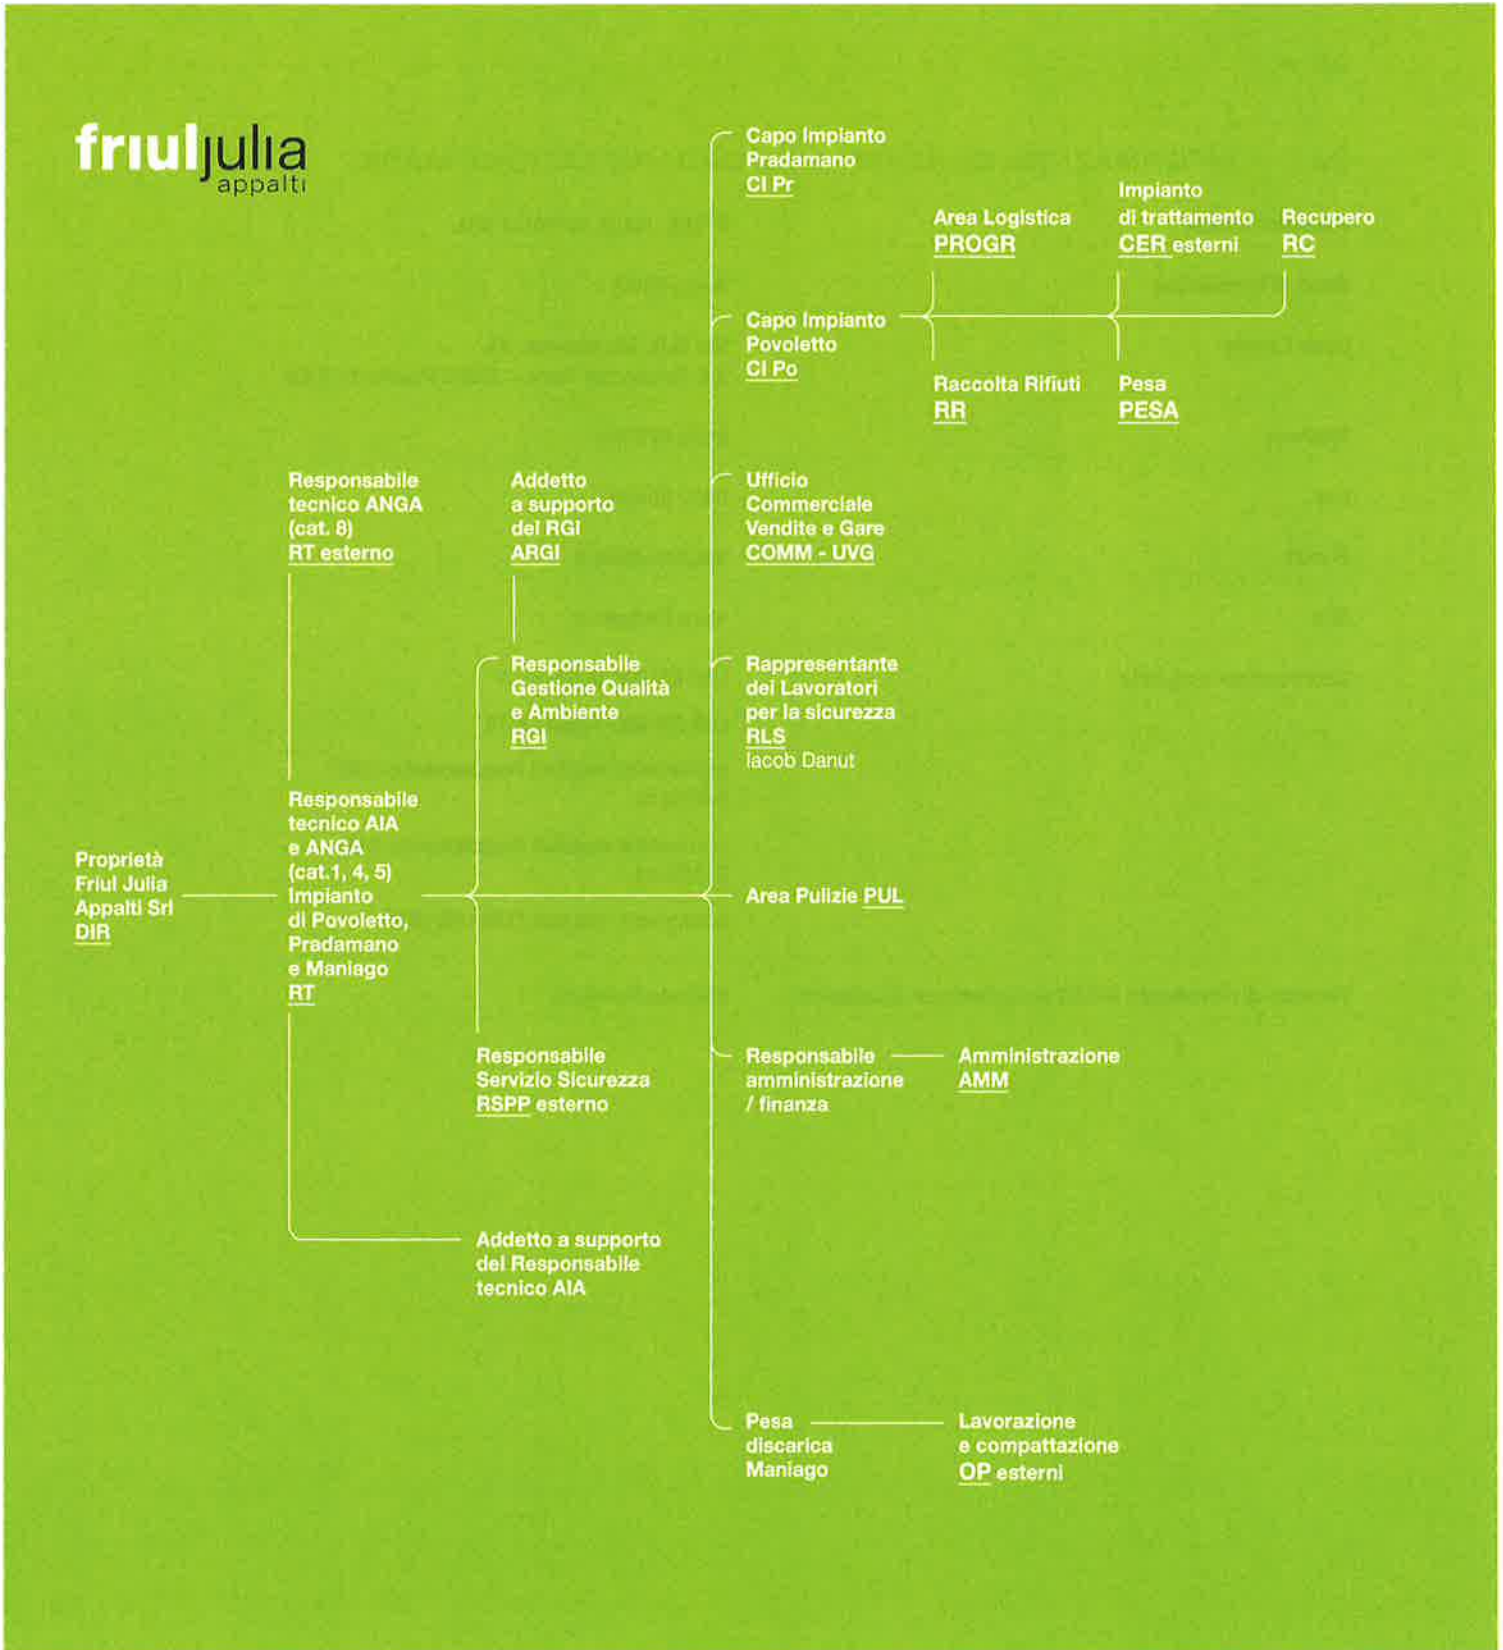 friuljulia
appalti
Capo Impianto
Pradamano
CI Pr
Area Logistica
PROGR
Impianto
di trattamento
CER esterni
Recupero
RC
Capo Impianto
Povoletto
CI Po
Raccolta Rifiuti
RR
Pesa
PESA
Responsabile
tecnico ANGA
(cat. 8)
RT esterno
Addetto
a supporto
del RGI
ARGI
Ufficio
Commerciale
Vendite e Gare
COMM - UVG
Responsabile
Gestione Qualità
e Ambiente
RGI
Rappresentante
dei Lavoratori
per la sicurezza
RLS
Iacob Danut
Proprietà
Friul Julia
Appalti Srl
DIR
Responsabile
tecnico AIA
e ANGA
(cat.1, 4, 5)
Impianto
di Povoletto,
Pradamano
e Maniago
RT
Area Pulizie PUL
Responsabile
Servizio Sicurezza
RSPP esterno
Responsabile
amministrazione
/ finanza
Amministrazione
AMM
Addetto a supporto
del Responsabile
tecnico AIA
Pesa
discarica
Maniago
Lavorazione
e compattazione
OP esterni